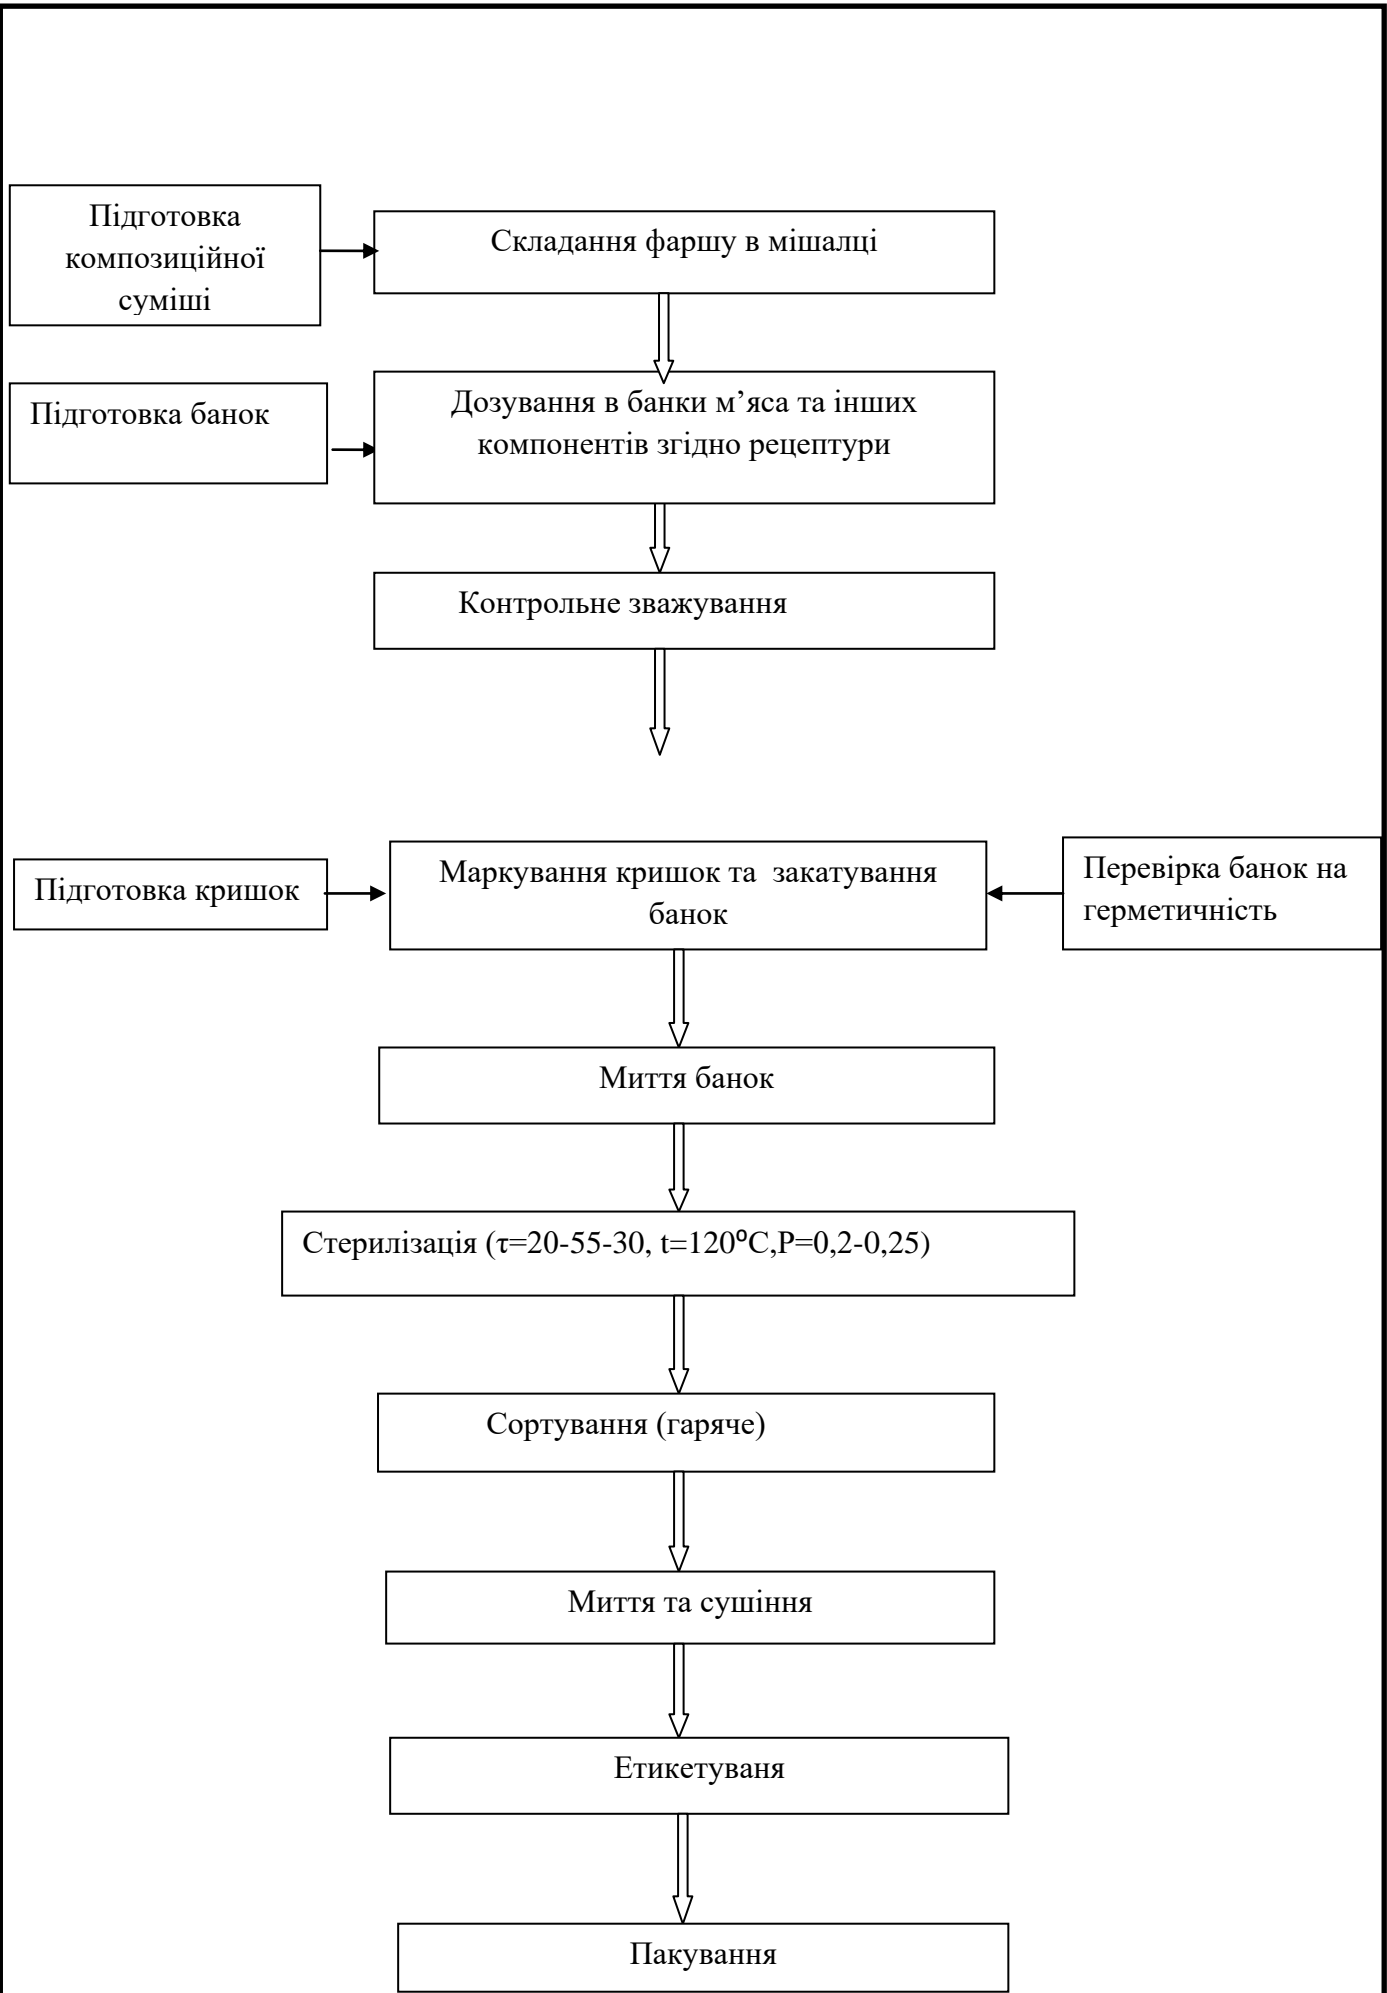 Підготовка
композиційної
суміші
Складання фаршу в мішалці
Підготовка банок
Дозування в банки м’яса та інших
компонентів згідно рецептури
Контрольне зважування
Підготовка кришок
Маркування кришок та  закатування
банок
Перевірка банок на
герметичність
Миття банок
Стерилізація (τ=20-55-30, t=120⁰С,Р=0,2-0,25)
Сортування (гаряче)
Миття та сушіння
Етикетуваня
Пакування